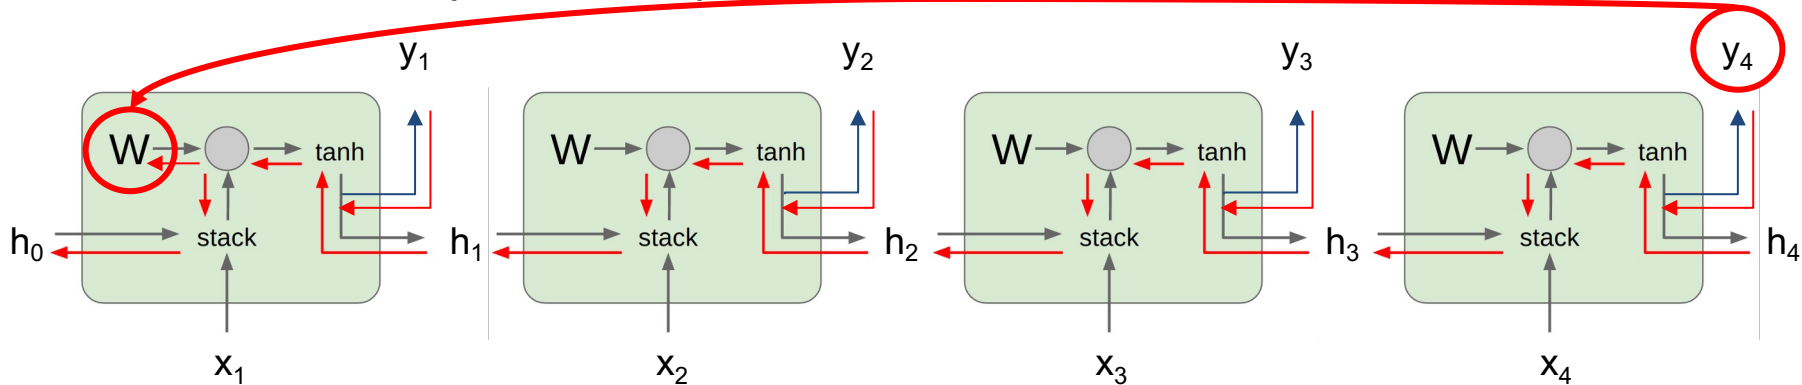 y₁ y₂ y₃ y₄
W tanh W tanh W tanh W tanh
h₀ stack h₁ stack h₂ stack h₃ stack h₄
x₁ x₂ x₃ x₄